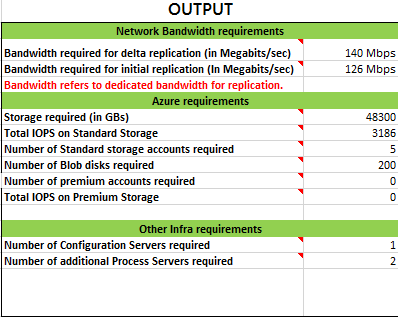 OUTPUT
Network Bandwidth requirements
Bandwidth required for delta replication (in Megabits/sec) 140 Mbps
Bandwidth required for initial replication (In Megabits/sec) 126 Mbps
Bandwidth refers to dedicated bandwidth for replication.
Azure requirements
Storage required (in GBs) 48300
Total IOPS on Standard Storage 3186
Number of Standard storage accounts required 5
Number of Blob disks required 200
Number of premium accounts required 0
Total IOPS on Premium Storage 0
Other Infra requirements
Number of Configuration Servers required 1
Number of additional Process Servers required 2